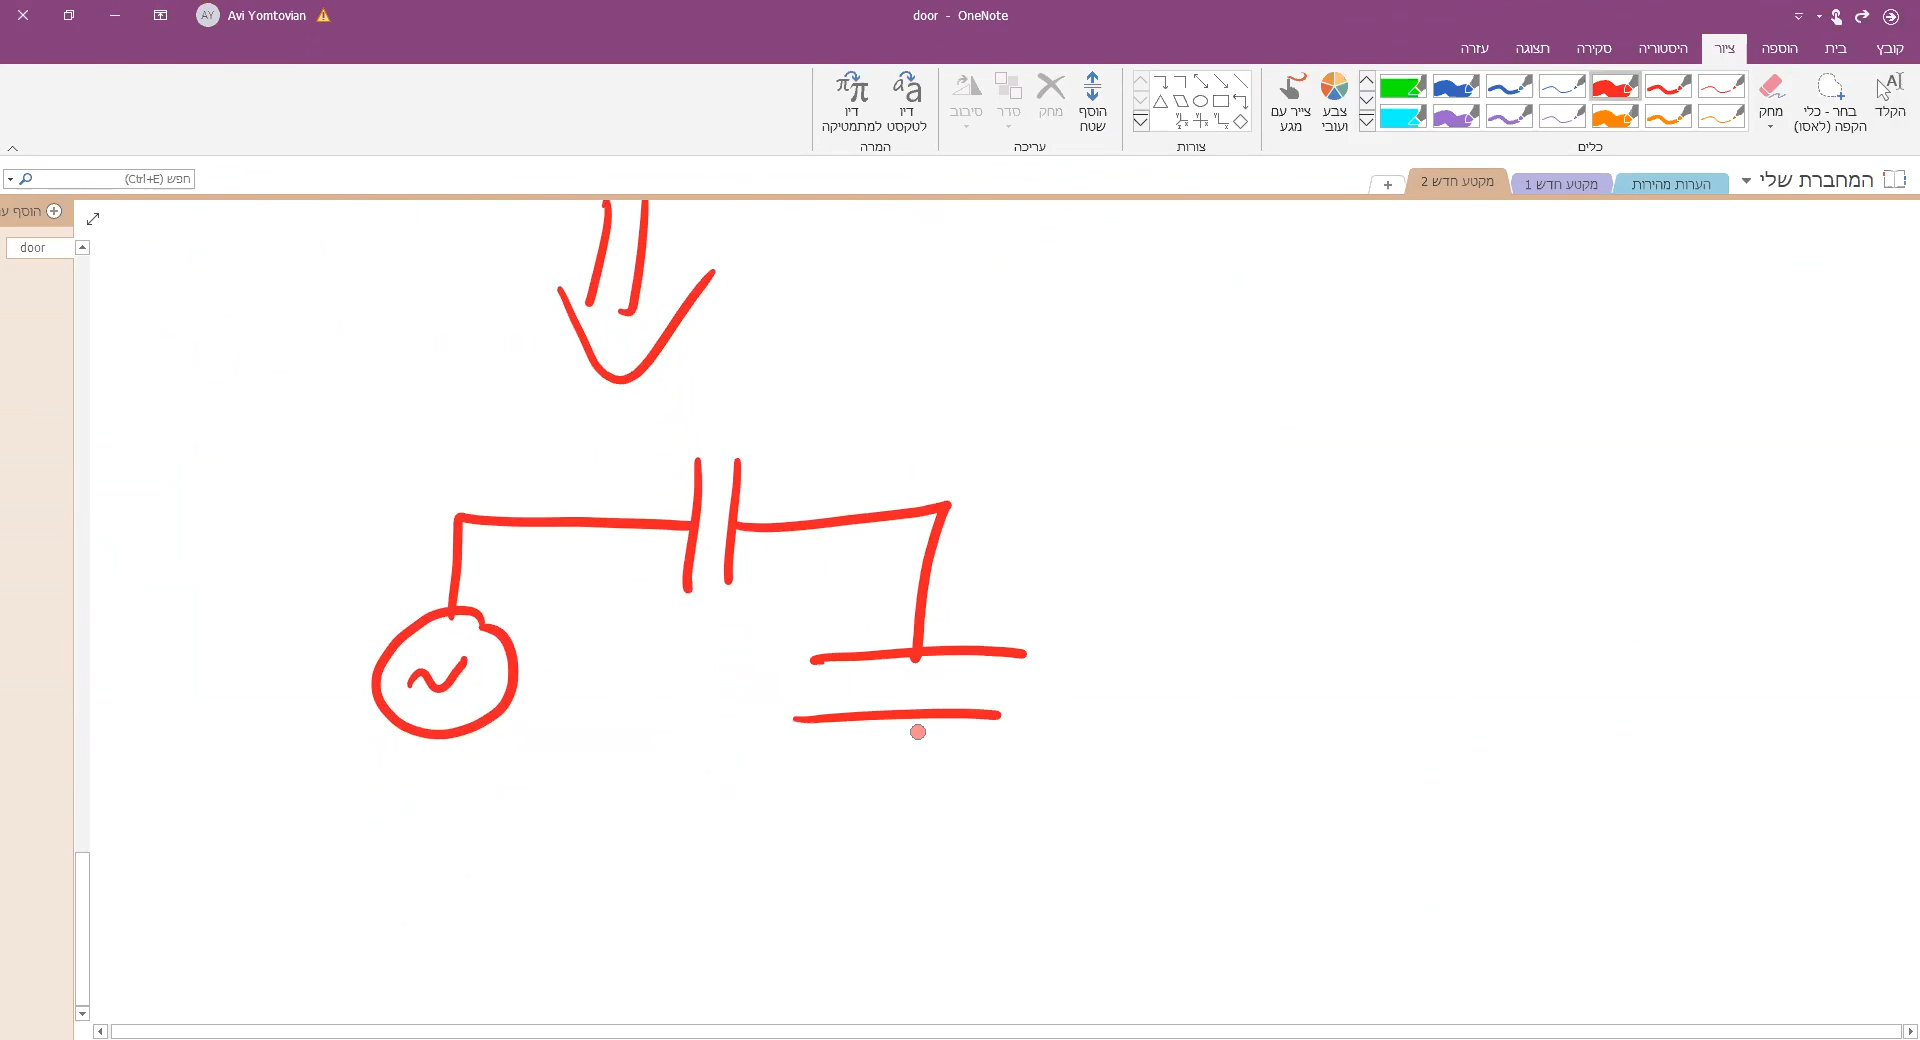 Avi Yomtovian
AY
door - OneNote
קובץ
בית
הוספה
ציור
היסטוריה
סקירה
תצוגה
עזרה
הקלד
בחר - כלי
הקפה (לאסו)
מחק
כלים
צבע
ועובי
צייר עם
מגע
צורות
הוסף
שטח
מחק
סדר
סיבוב
עריכה
דיו
לטקסט
דיו
למתמטיקה
המרה
המחברת שלי
הערות מהירות
מקטע חדש 1
מקטע חדש 2
+
חפש (Ctrl+E)
הוסף
door
~